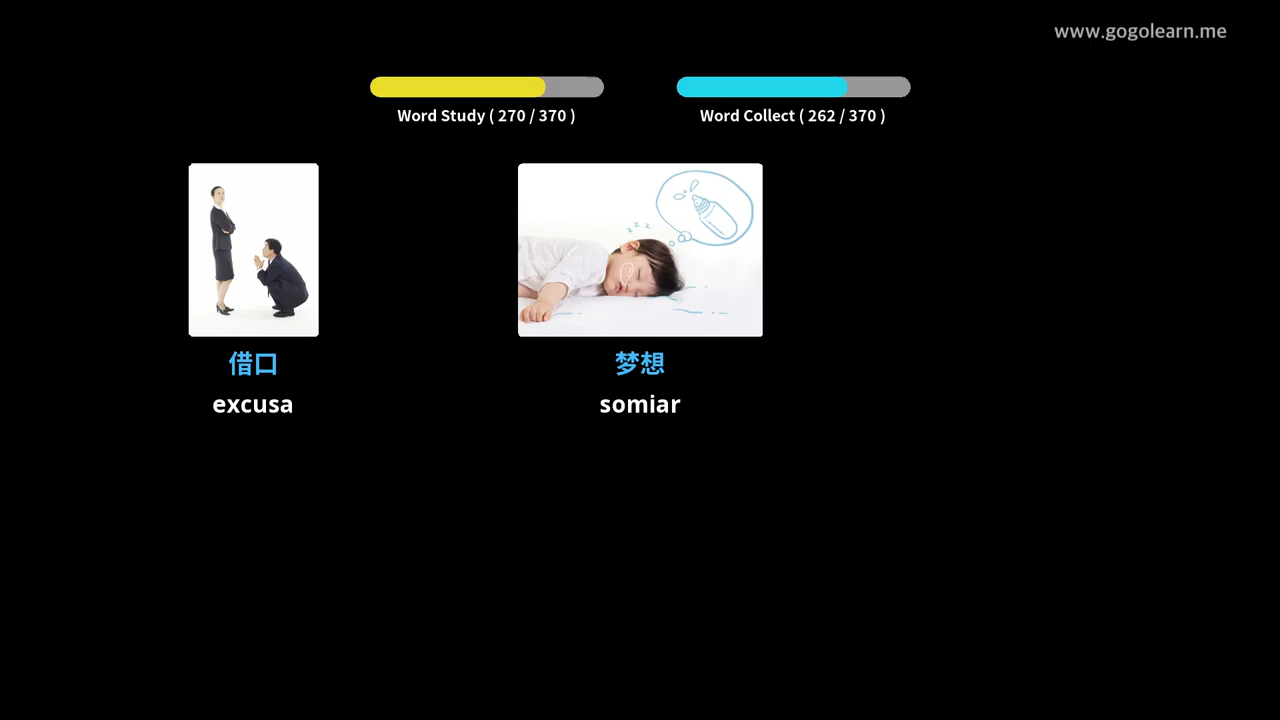 www.gogolearn.me
Word Study ( 270 / 370 )
Word Collect ( 262 / 370 )
借口
excusa
梦想
somiar